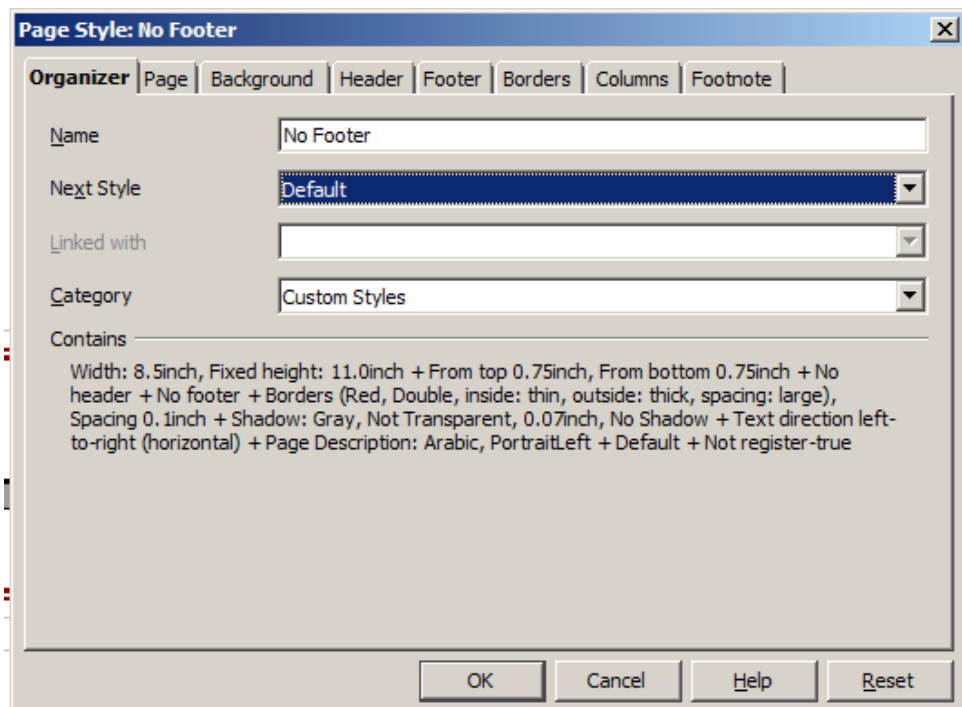 Page Style: No Footer
Organizer Page Background Header Footer Borders Columns Footnote
Name No Footer
Next Style Default
Linked with
Category Custom Styles
Contains
Width: 8.5inch, Fixed height: 11.0inch + From top 0.75inch, From bottom 0.75inch + No
header + No footer + Borders (Red, Double, inside: thin, outside: thick, spacing: large),
Spacing 0.1inch + Shadow: Gray, Not Transparent, 0.07inch, No Shadow + Text direction left-
to-right (horizontal) + Page Description: Arabic, PortraitLeft + Default + Not register-true
OK Cancel Help Reset